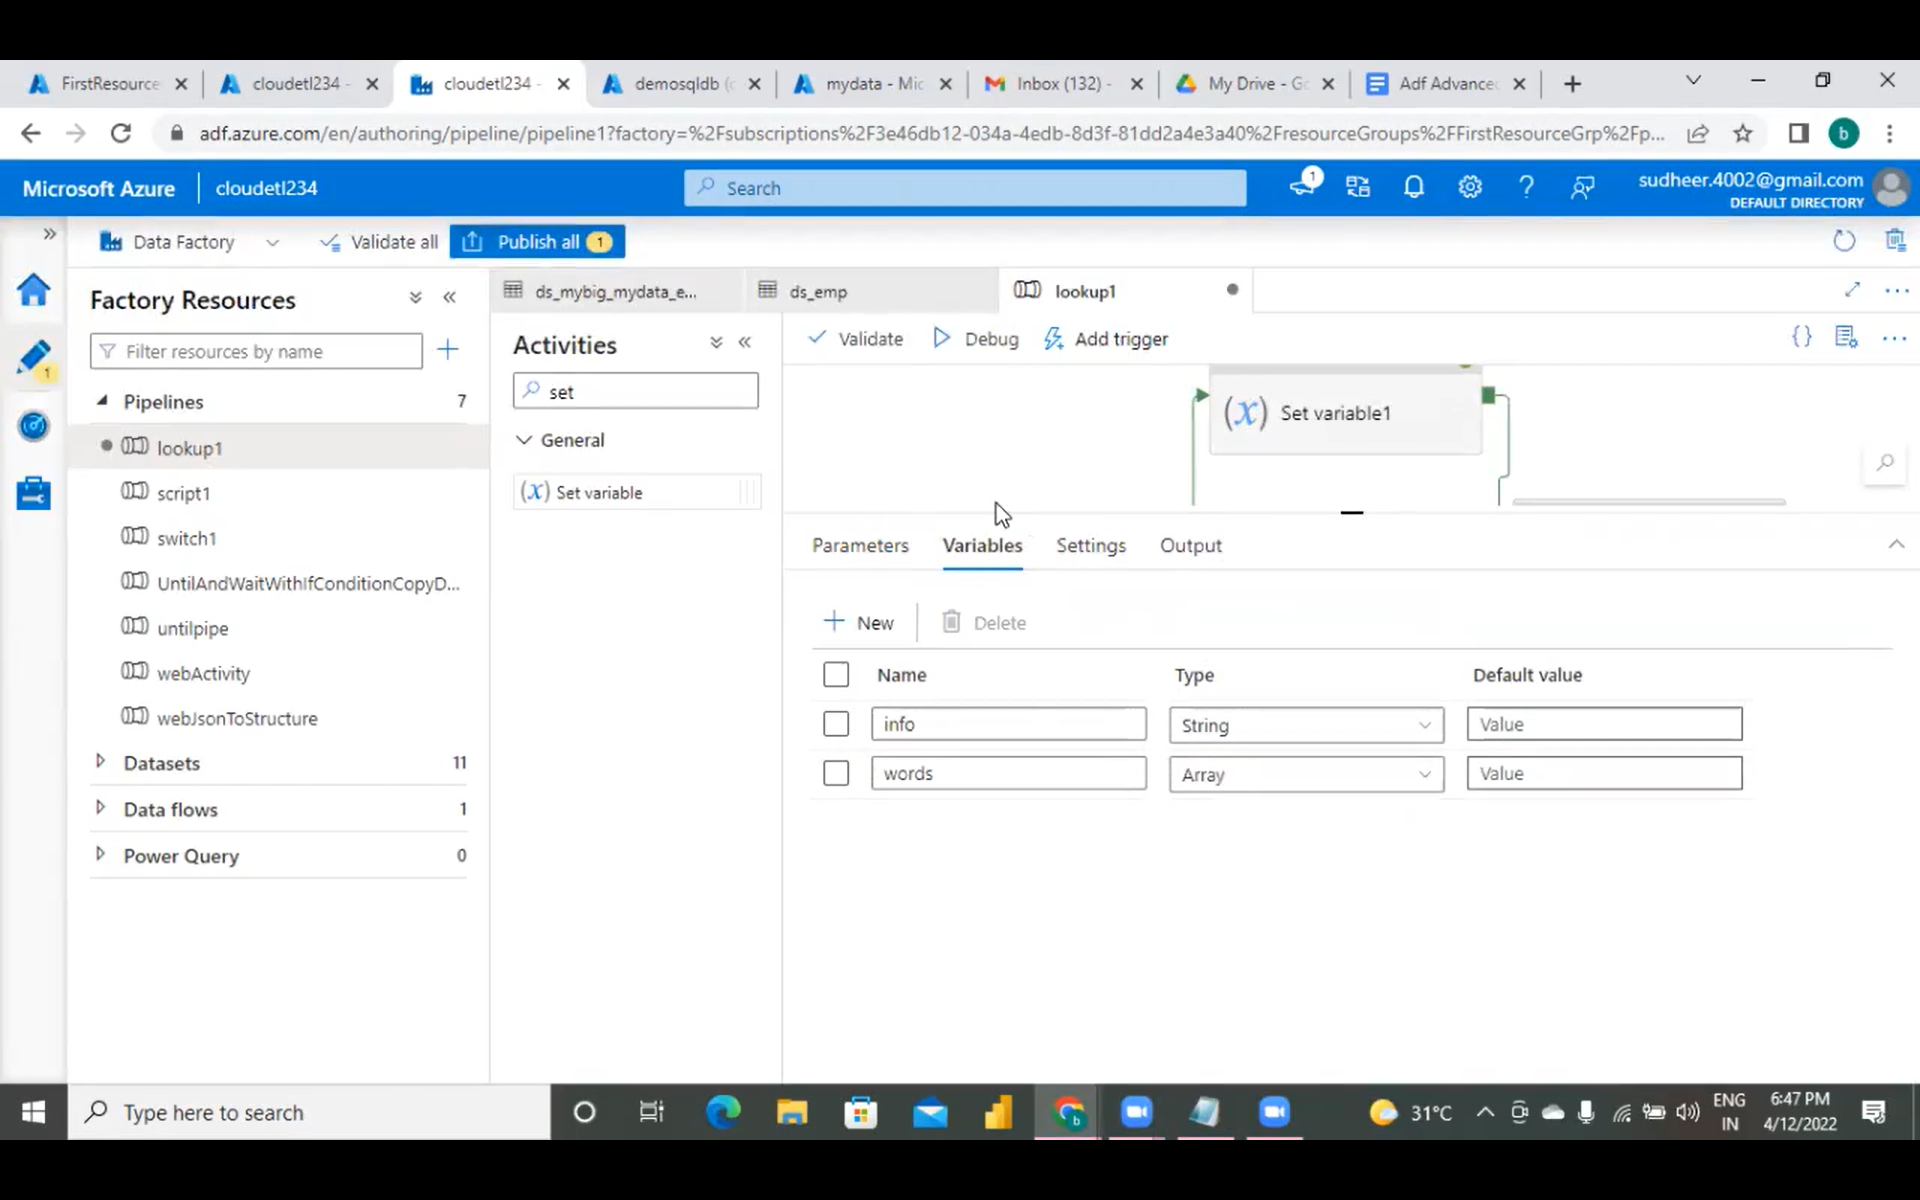 FirstResource
cloudetl234 -
cloudetl234 -
demosqldb (c
mydata - Mic
Inbox (132) -
My Drive - Go
Adf Advance
adf.azure.com/en/authoring/pipeline/pipeline1?factory=%2Fsubscriptions%2F3e46db12-034a-4edb-8d3f-81dd2a4e3a40%2FresourceGroups%2FFirstResourceGrp%2Fp...
b
Microsoft Azure
cloudetl234
Search
1
sudheer.4002@gmail.com
DEFAULT DIRECTORY
Data Factory
Validate all
Publish all 1
Factory Resources
Filter resources by name
1
Pipelines 7
lookup1
script1
switch1
UntilAndWaitWithIfConditionCopyD...
untilpipe
webActivity
webJsonToStructure
Datasets 11
Data flows 1
Power Query 0
ds_mybig_mydata_e...
ds_emp
lookup1
Activities
set
General
(x) Set variable
Validate
Debug
Add trigger
{}
(x) Set variable1
Parameters
Variables
Settings
Output
New
Delete
Name Type Default value
info String Value
words Array Value
Type here to search
b
31°C
ENG
IN
6:47 PM
4/12/2022